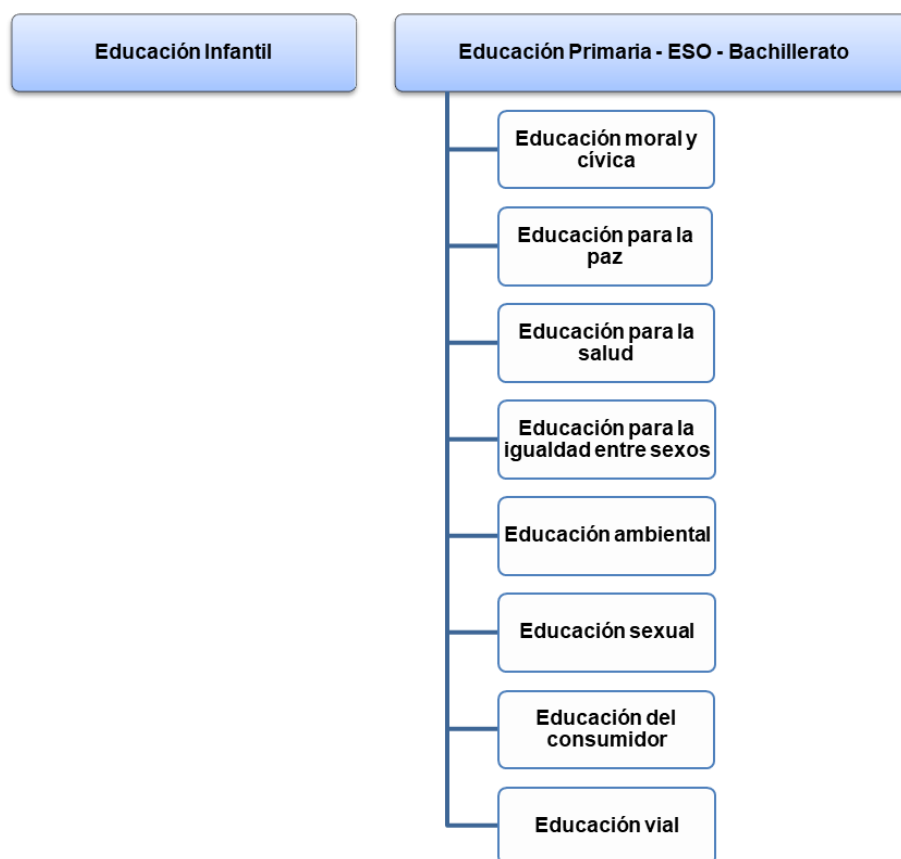 Educación Infantil
Educación Primaria - ESO - Bachillerato
Educación moral y
cívica
Educación para la
paz
Educación para la
salud
Educación para la
igualdad entre sexos
Educación ambiental
Educación sexual
Educación del
consumidor
Educación vial